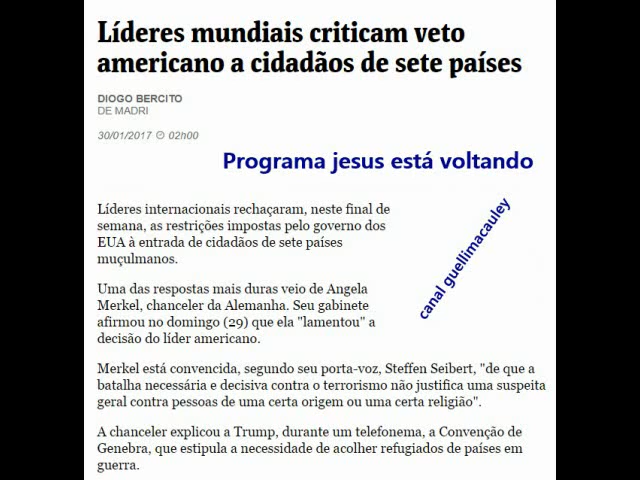 Líderes mundiais criticam veto
americano a cidadãos de sete países
DIOGO BERCITO
DE MADRI
30/01/2017 02h00
Programa jesus está voltando
Líderes internacionais rechaçaram, neste final de
semana, as restrições impostas pelo governo dos
EUA à entrada de cidadãos de sete países
muçulmanos.
canal guellimacauley
Uma das respostas mais duras veio de Angela
Merkel, chanceler da Alemanha. Seu gabinete
afirmou no domingo (29) que ela "lamentou" a
decisão do líder americano.
Merkel está convencida, segundo seu porta-voz, Steffen Seibert, "de que a
batalha necessária e decisiva contra o terrorismo não justifica uma suspeita
geral contra pessoas de uma certa origem ou uma certa religião".
A chanceler explicou a Trump, durante um telefonema, a Convenção de
Genebra, que estipula a necessidade de acolher refugiados de países em
guerra.